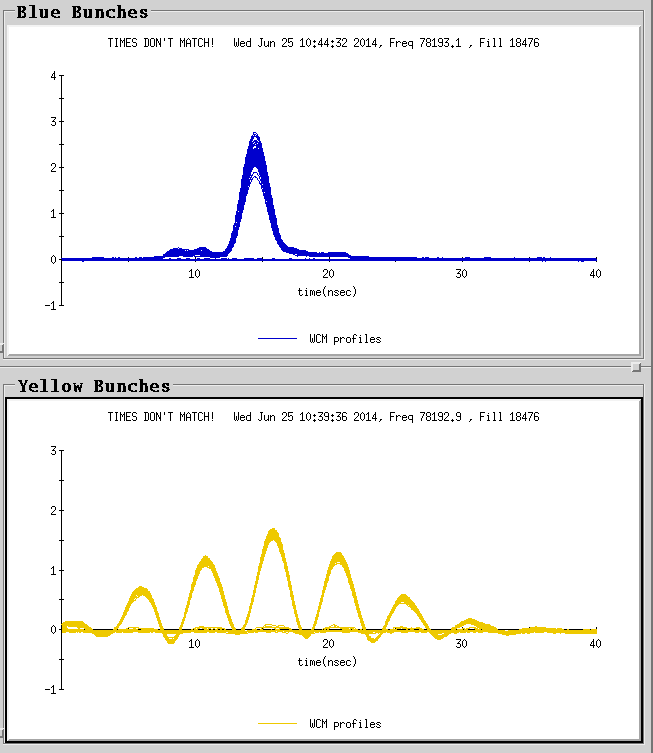 Blue Bunches
TIMES DON'T MATCH!   Wed Jun 25 10:44:32 2014, Freq 78193.1 , Fill 18476
4
3
2
1
0
-1
10 20 30 40
time(nsec)
WCM profiles
Yellow Bunches
TIMES DON'T MATCH!   Wed Jun 25 10:39:36 2014, Freq 78192.9 , Fill 18476
3
2
1
0
-1
10 20 30 40
time(nsec)
WCM profiles